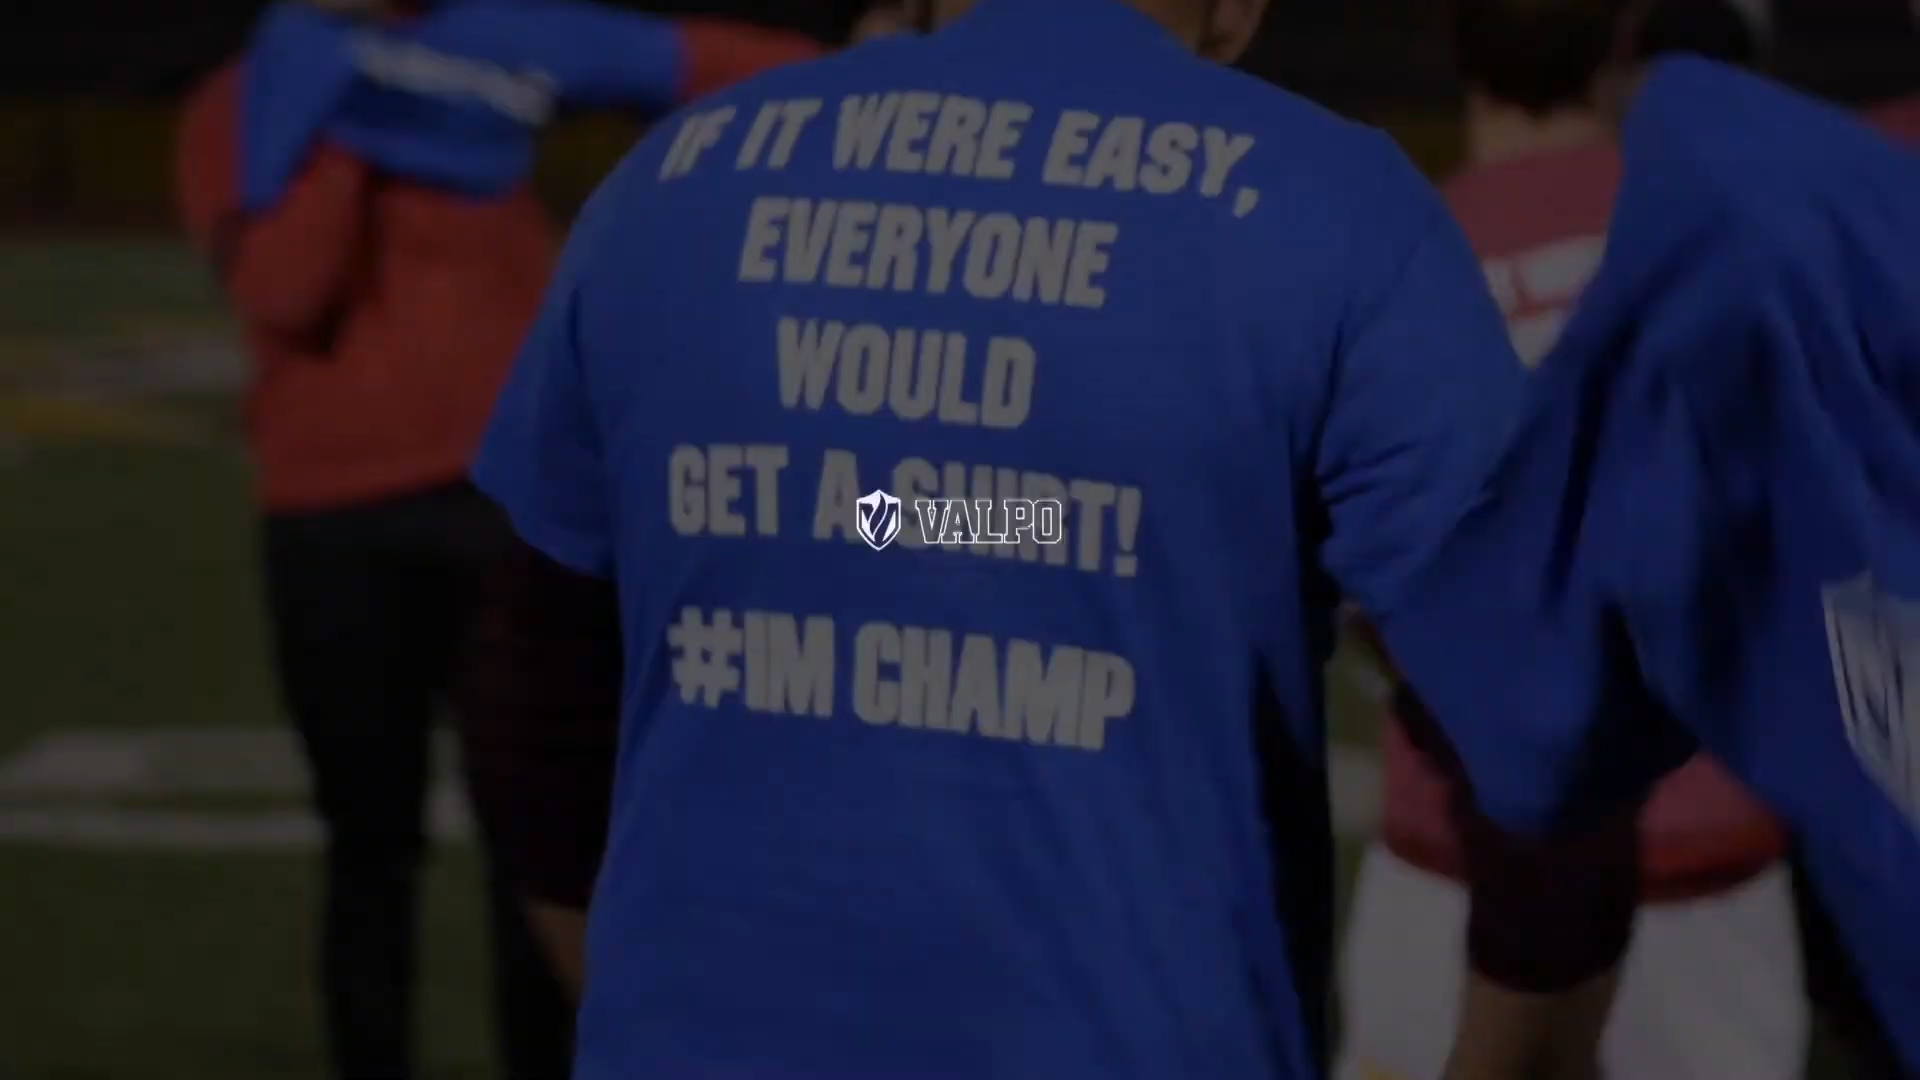 IF IT WERE EASY,
EVERYONE
WOULD
GET A SHIRT!
#IM CHAMP
VALPO